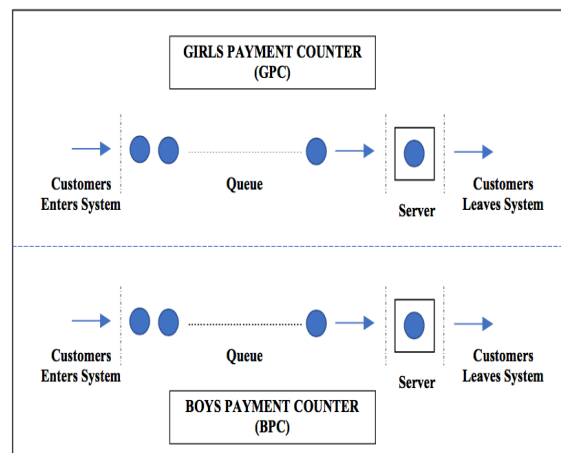 GIRLS PAYMENT COUNTER
(GPC)
Customers
Enters System
Queue
Server
Customers
Leaves System
Customers
Enters System
Queue
Server
Customers
Leaves System
BOYS PAYMENT COUNTER
(BPC)